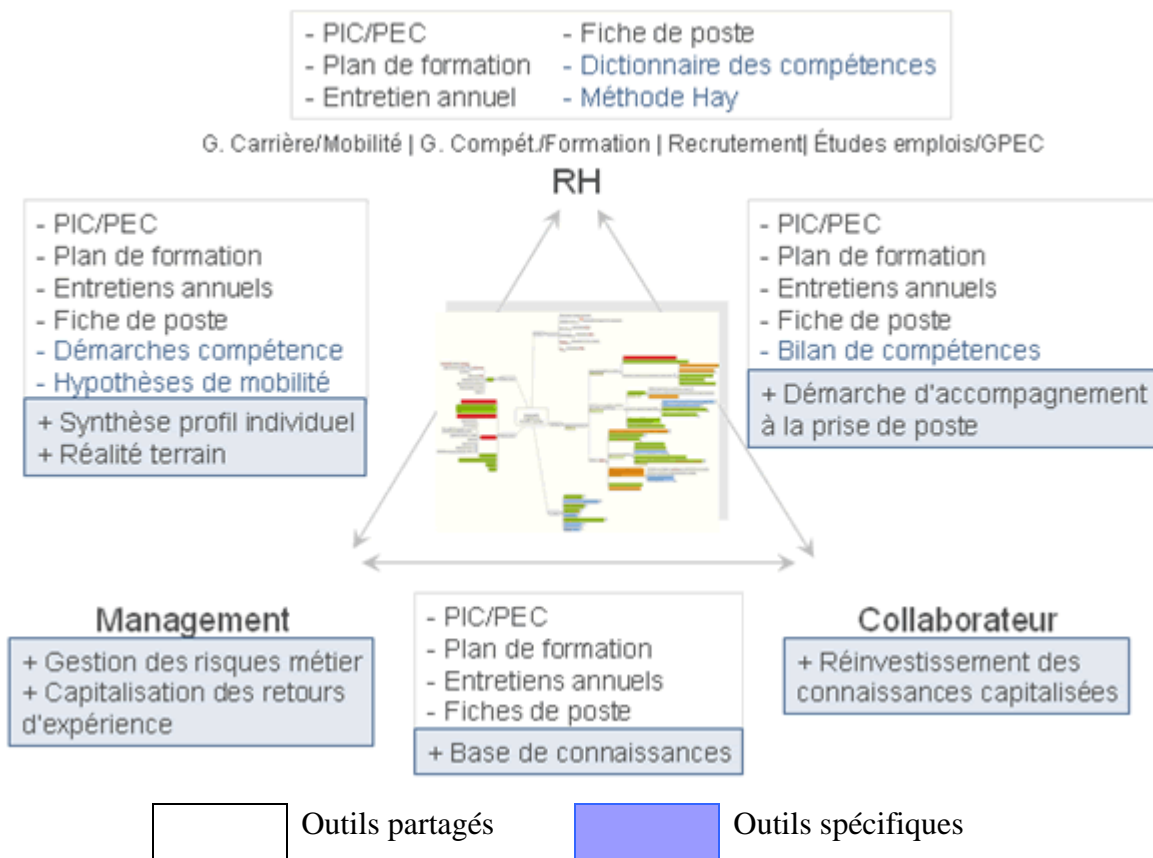 - PIC/PEC
- Plan de formation
- Entretien annuel
- Fiche de poste
- Dictionnaire des compétences
- Méthode Hay
G. Carrière/Mobilité | G. Compét./Formation | Recrutement| Études emplois/GPEC
RH
- PIC/PEC
- Plan de formation
- Entretiens annuels
- Fiche de poste
- Démarches compétence
- Hypothèses de mobilité
+ Synthèse profil individuel
+ Réalité terrain
- PIC/PEC
- Plan de formation
- Entretiens annuels
- Fiche de poste
- Bilan de compétences
+ Démarche d'accompagnement
à la prise de poste
Management
+ Gestion des risques métier
+ Capitalisation des retours
d'expérience
- PIC/PEC
- Plan de formation
- Entretiens annuels
- Fiches de poste
+ Base de connaissances
Collaborateur
+ Réinvestissement des
connaissances capitalisées
Outils partagés
Outils spécifiques